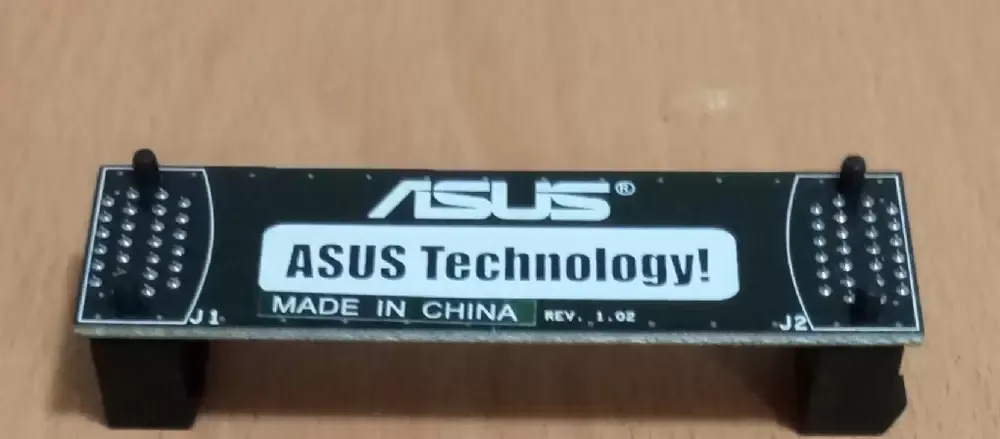 ASUS®
ASUS Technology!
MADE IN CHINA REV. 1.02
J1 J2